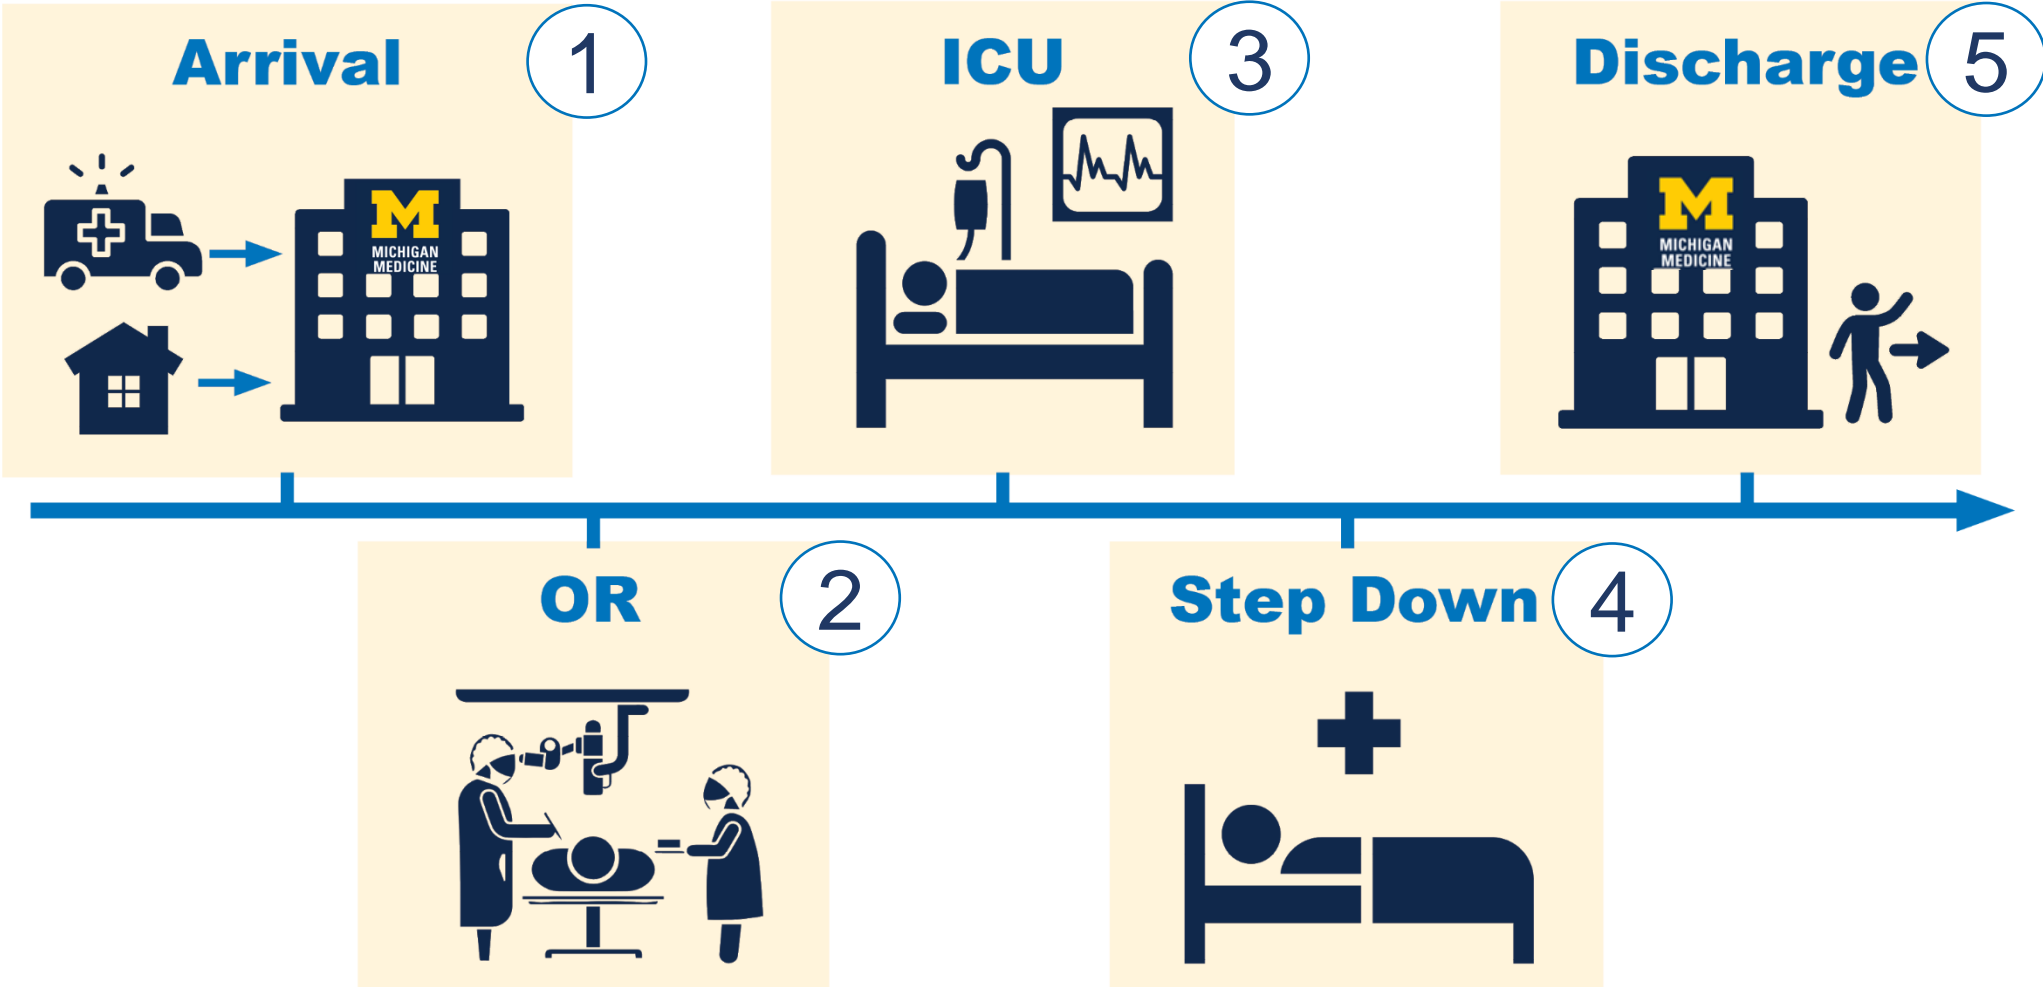 Arrival
1
M
MICHIGAN
MEDICINE
OR
2
ICU
3
Step Down
4
Discharge
5
M
MICHIGAN
MEDICINE